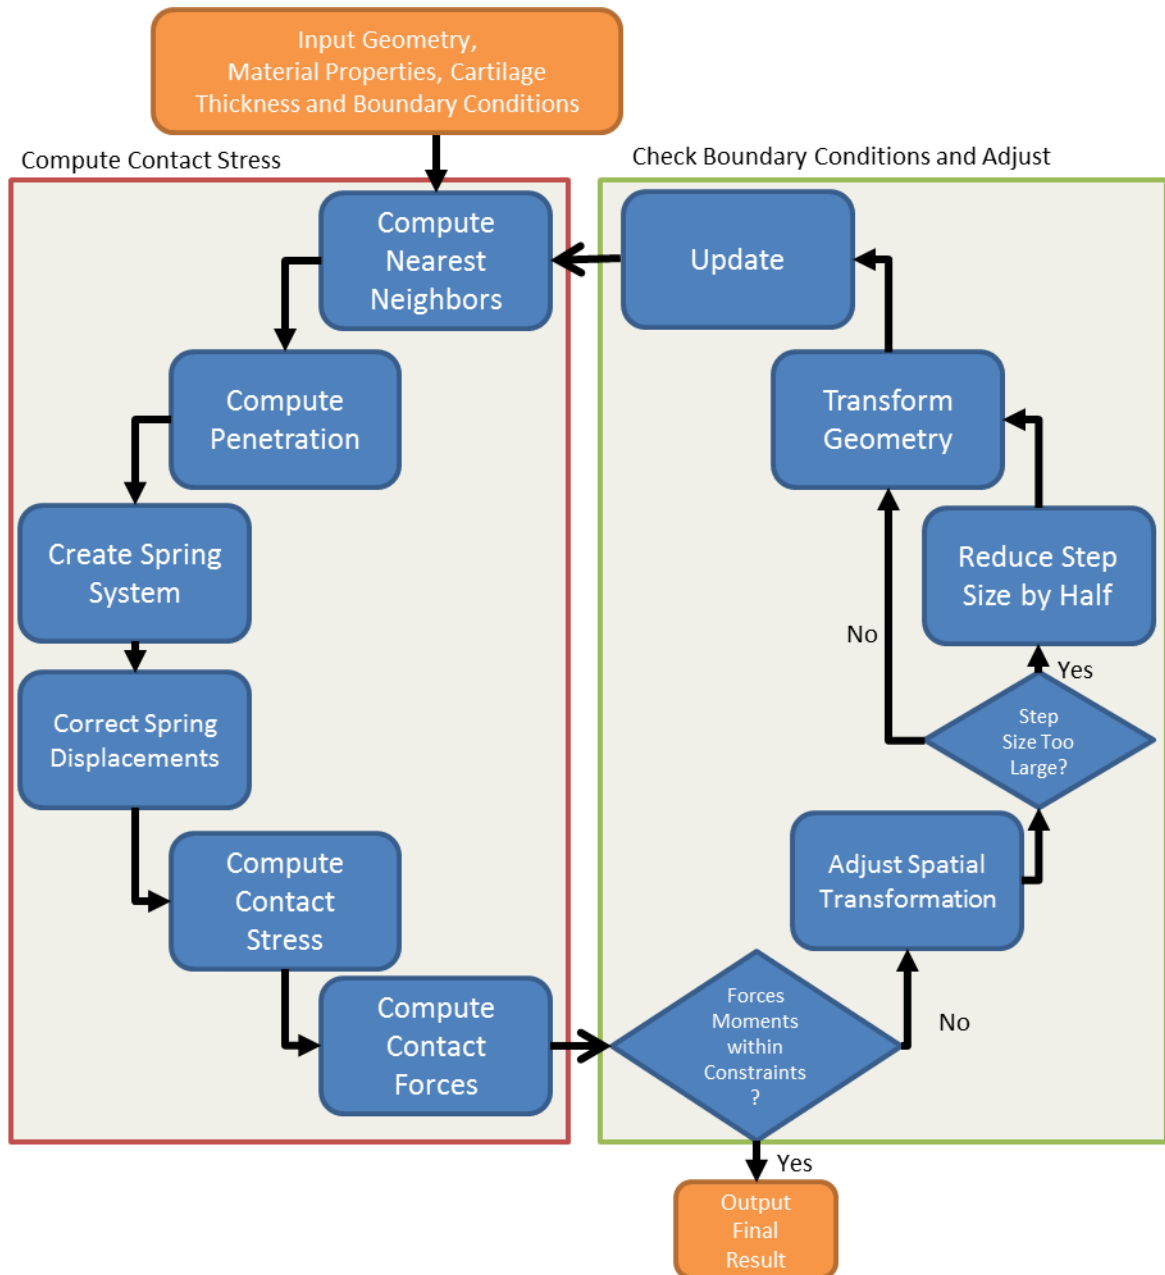 Input Geometry,
Material Properties, Cartilage
Thickness and Boundary Conditions
Compute Contact Stress
Compute
Nearest
Neighbors
Compute
Penetration
Create Spring
System
Correct Spring
Displacements
Compute
Contact
Stress
Compute
Contact
Forces
Check Boundary Conditions and Adjust
Update
Transform
Geometry
Reduce Step
Size by Half
No
Yes
Step
Size Too
Large?
Adjust Spatial
Transformation
Forces
Moments
within
Constraints
?
No
Yes
Output
Final
Result